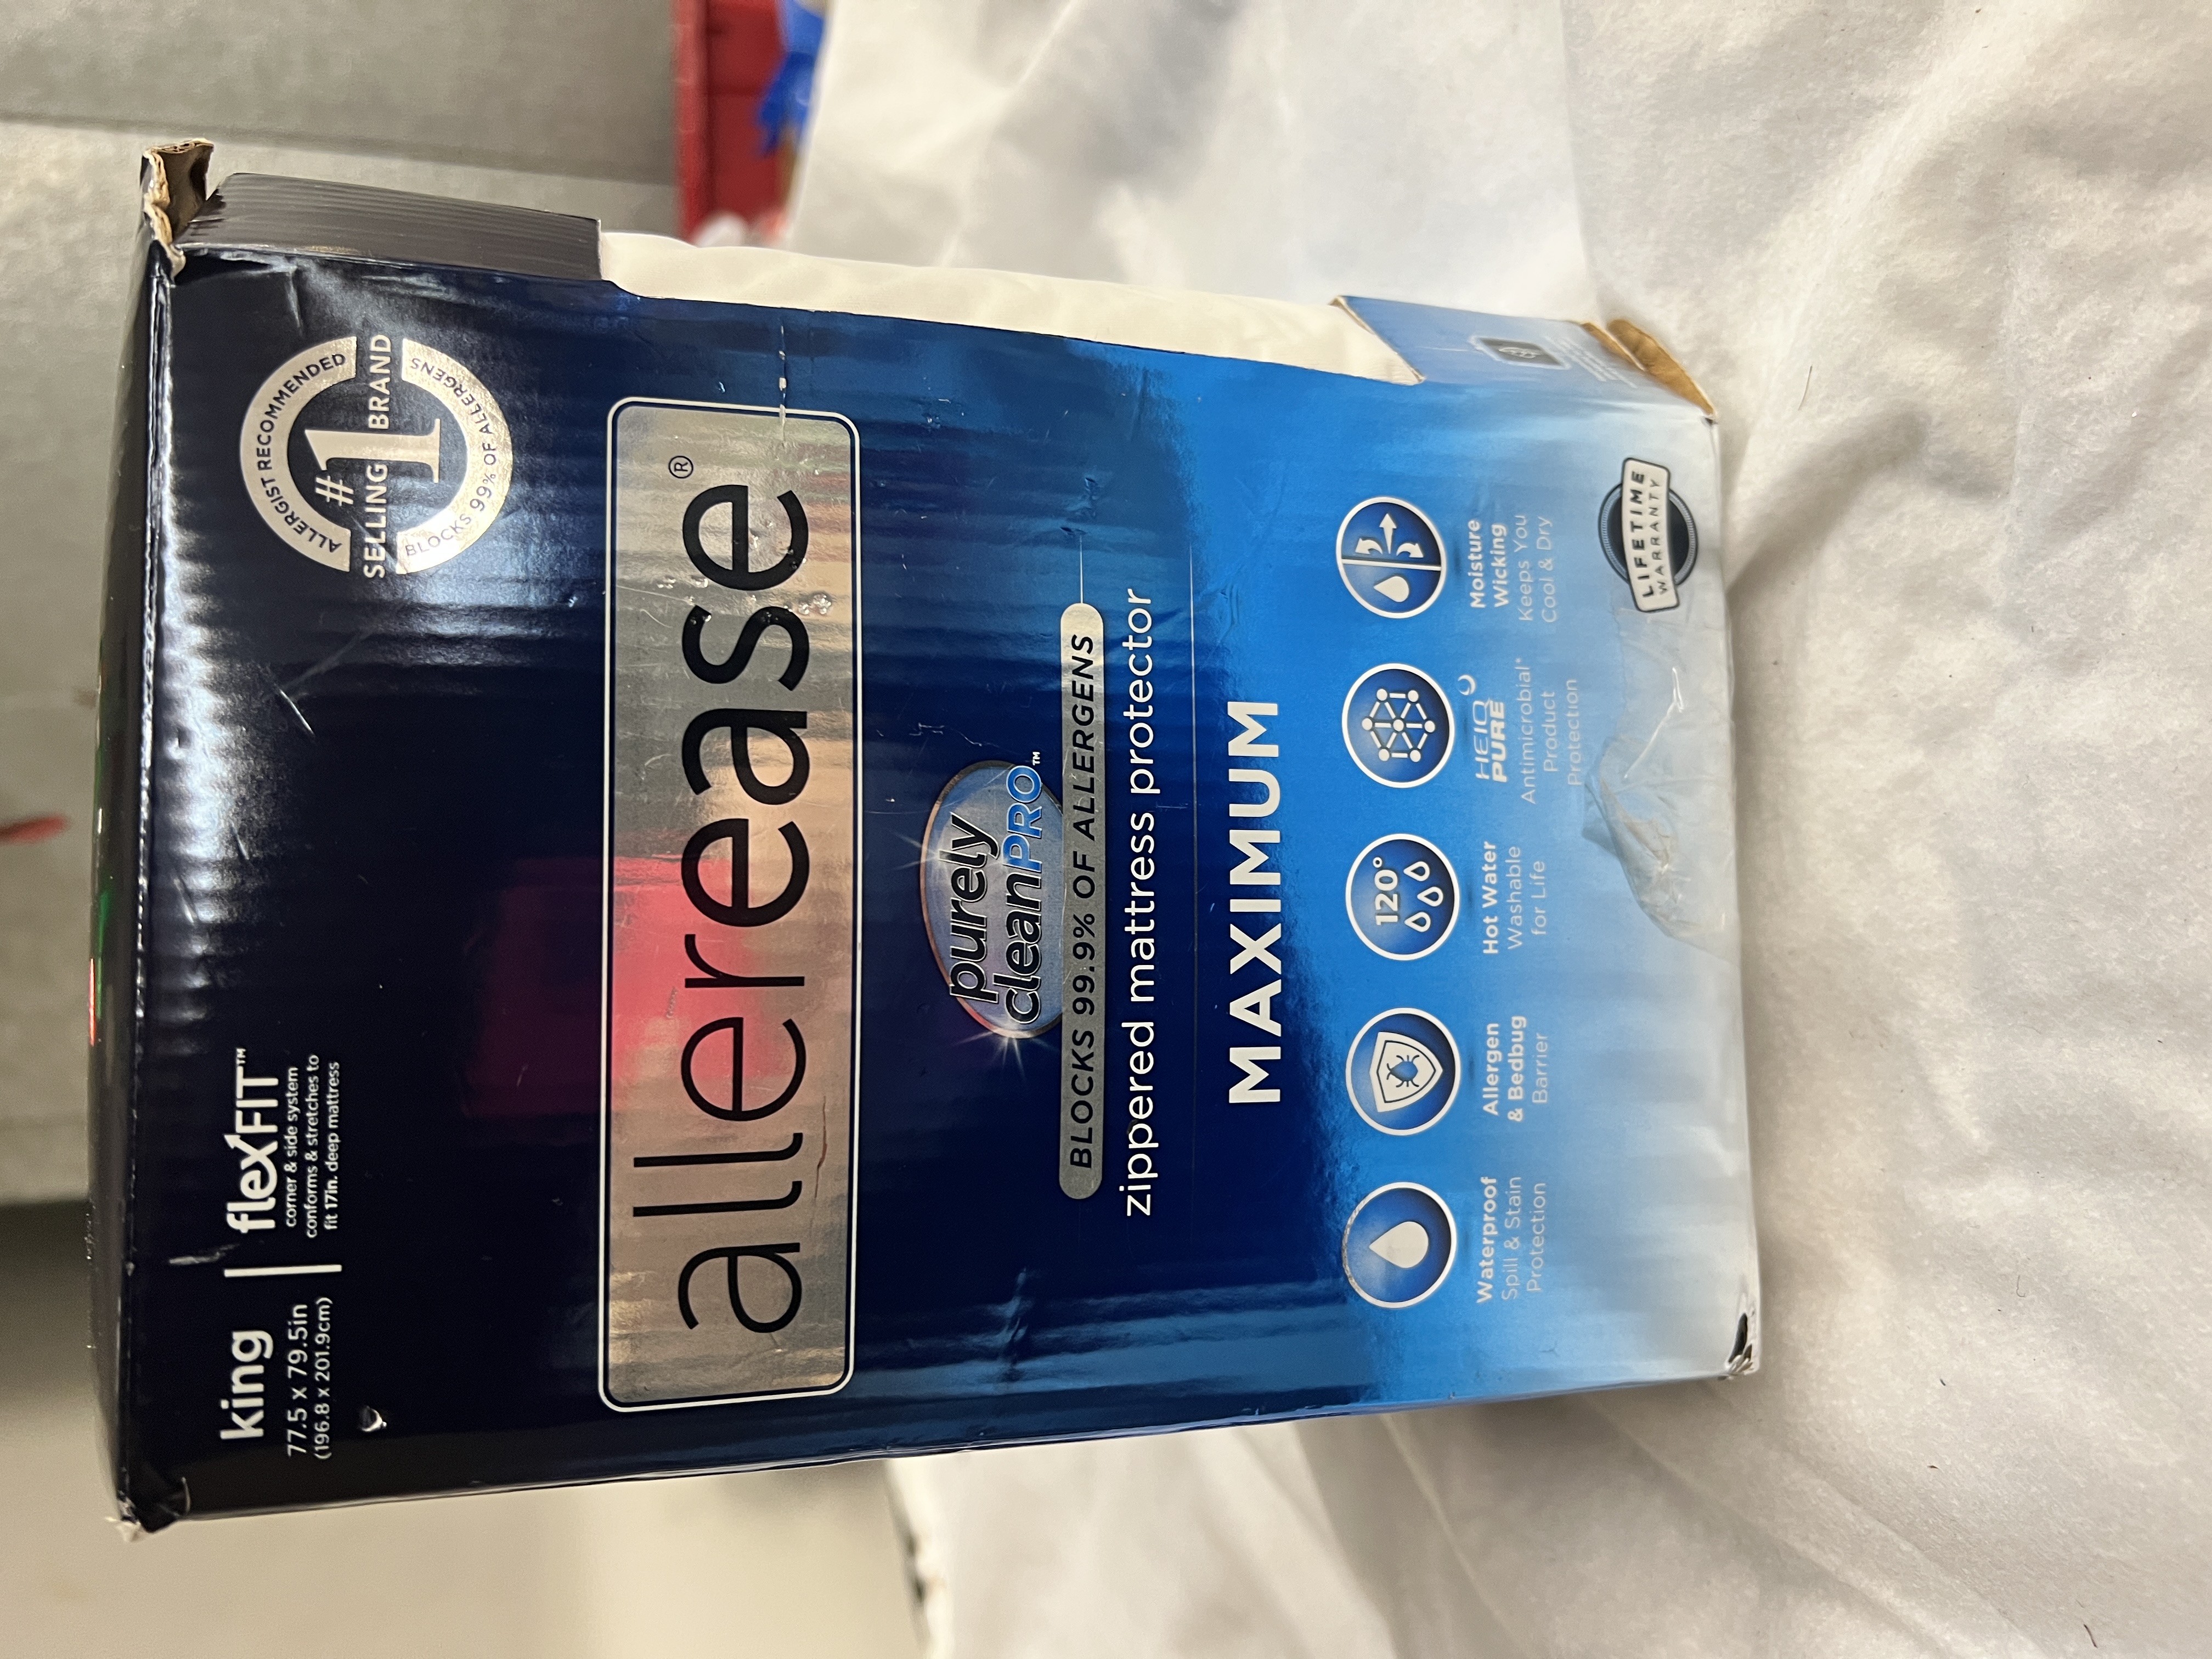 king
77.5 x 79.5in
(196.8 x 201.9cm)
flexFIT™
corner & side system
conforms & stretches to
fit 17in. deep mattress
ALLERGIST RECOMMENDED
#1
SELLING BRAND
BLOCKS 99% OF ALLERGENS
allerease®
purely
cleanPRO™
BLOCKS 99.9% OF ALLERGENS
zippered mattress protector
MAXIMUM
Waterproof
Spill & Stain
Protection
Allergen
& Bedbug
Barrier
120°
Hot Water
Washable
for Life
HEIQ
PURE
Antimicrobial*
Product
Protection
Moisture
Wicking
Keeps You
Cool & Dry
LIFETIME
WARRANTY